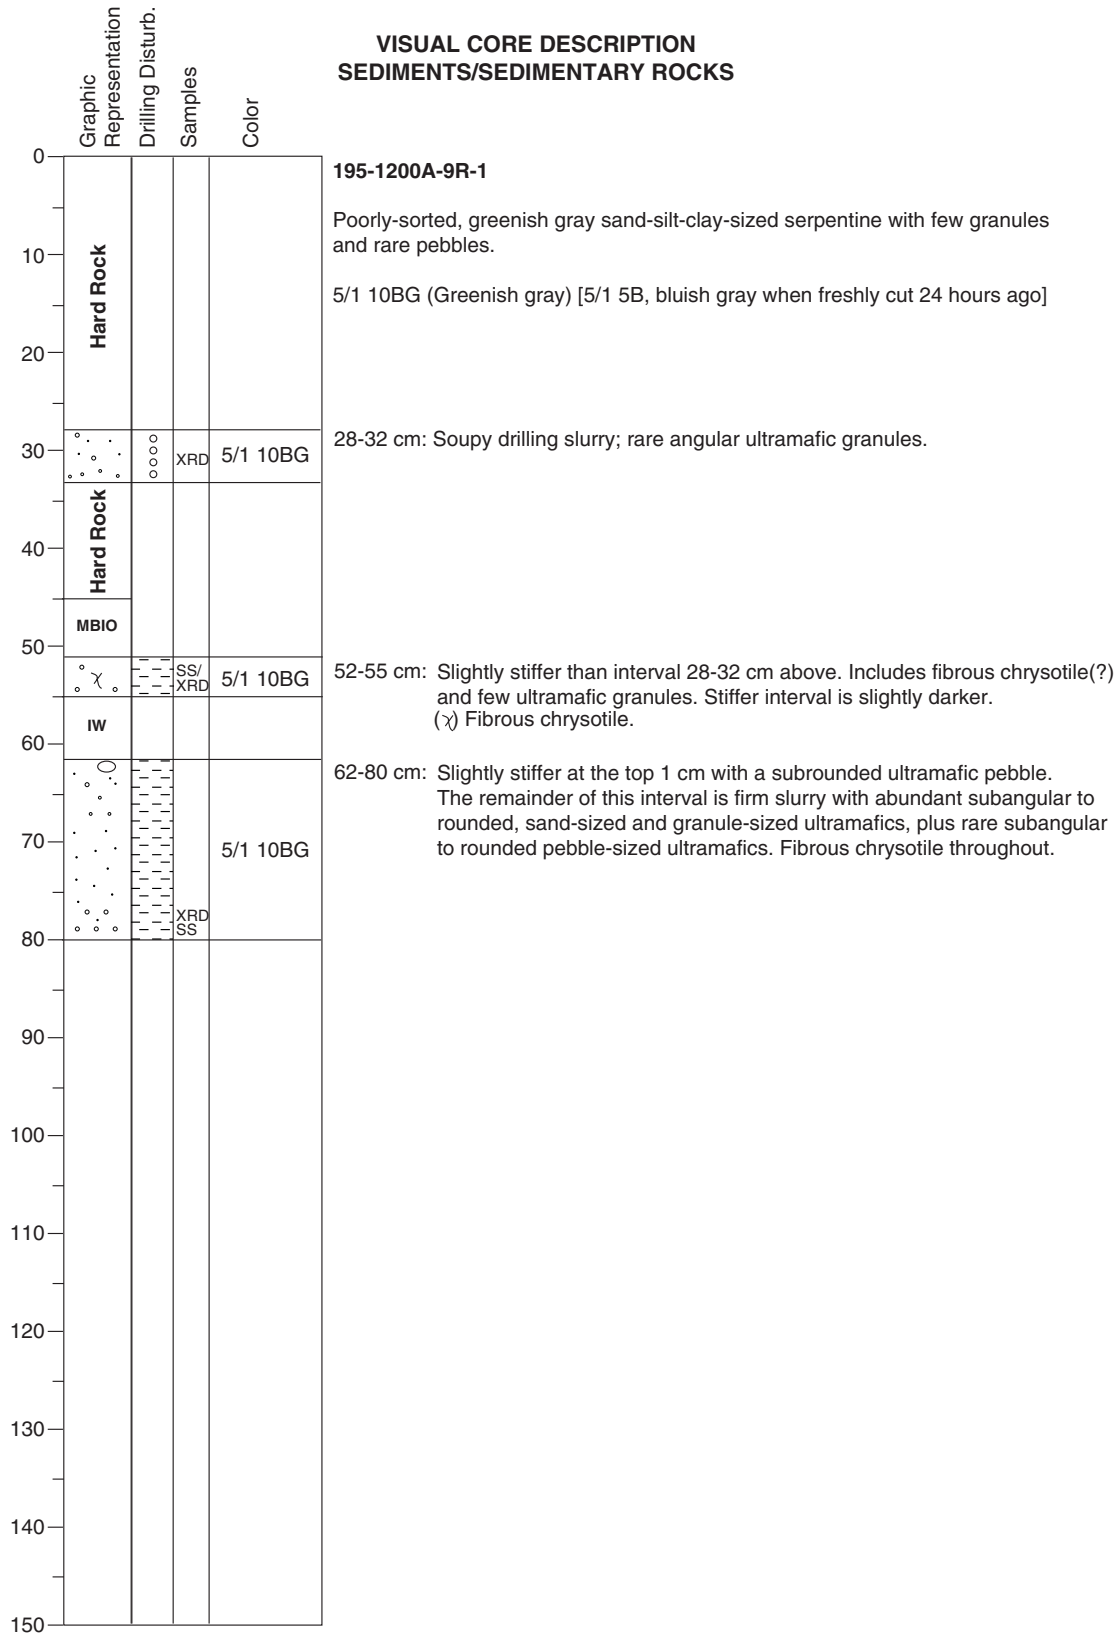 VISUAL CORE DESCRIPTION
SEDIMENTS/SEDIMENTARY ROCKS
Graphic
Representation
Drilling Disturb.
Samples
Color
195-1200A-9R-1
Poorly-sorted, greenish gray sand-silt-clay-sized serpentine with few granules
and rare pebbles.
5/1 10BG (Greenish gray) [5/1 5B, bluish gray when freshly cut 24 hours ago]
0
10
20
Hard Rock
30
XRD
5/1 10BG
28-32 cm: Soupy drilling slurry; rare angular ultramafic granules.
Hard Rock
40
MBIO
50
SS/
XRD
5/1 10BG
52-55 cm: Slightly stiffer than interval 28-32 cm above. Includes fibrous chrysotile(?)
and few ultramafic granules. Stiffer interval is slightly darker.
(χ) Fibrous chrysotile.
χ
IW
60
62-80 cm: Slightly stiffer at the top 1 cm with a subrounded ultramafic pebble.
The remainder of this interval is firm slurry with abundant subangular to
rounded, sand-sized and granule-sized ultramafics, plus rare subangular
to rounded pebble-sized ultramafics. Fibrous chrysotile throughout.
70
5/1 10BG
XRD
SS
80
90
100
110
120
130
140
150